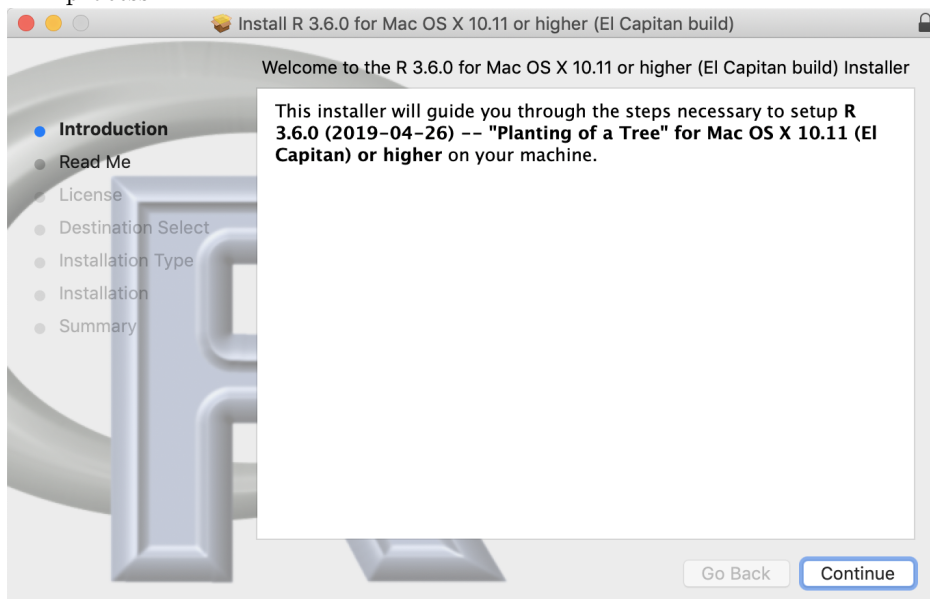 Install R 3.6.0 for Mac OS X 10.11 or higher (El Capitan build)
Welcome to the R 3.6.0 for Mac OS X 10.11 or higher (El Capitan build) Installer
Introduction
Read Me
License
Destination Select
Installation Type
Installation
Summary
This installer will guide you through the steps necessary to setup R
3.6.0 (2019-04-26) -- "Planting of a Tree" for Mac OS X 10.11 (El
Capitan) or higher on your machine.
Go Back
Continue